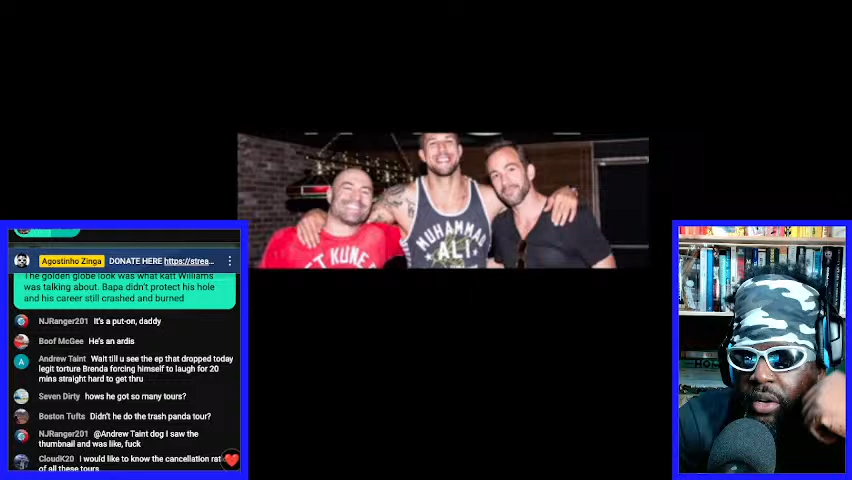 MUHAMMAD
ALI
ET KUNE
Agostinho Zinga DONATE HERE https://strea...
The golden globe look was what katt Williams
was talking about. Bapa didn't protect his hole
and his career still crashed and burned
NJRanger201 It's a put-on, daddy
Boof McGee He's an ardis
Andrew Taint Wait till u see the ep that dropped today
legit torture Brenda forcing himself to laugh for 20
mins straight hard to get thru
Seven Dirty hows he got so many tours?
Boston Tufts Didn't he do the trash panda tour?
NJRanger201 @Andrew Taint dog I saw the
thumbnail and was like, fuck
CloudK20 I would like to know the cancellation rat
of all these tours